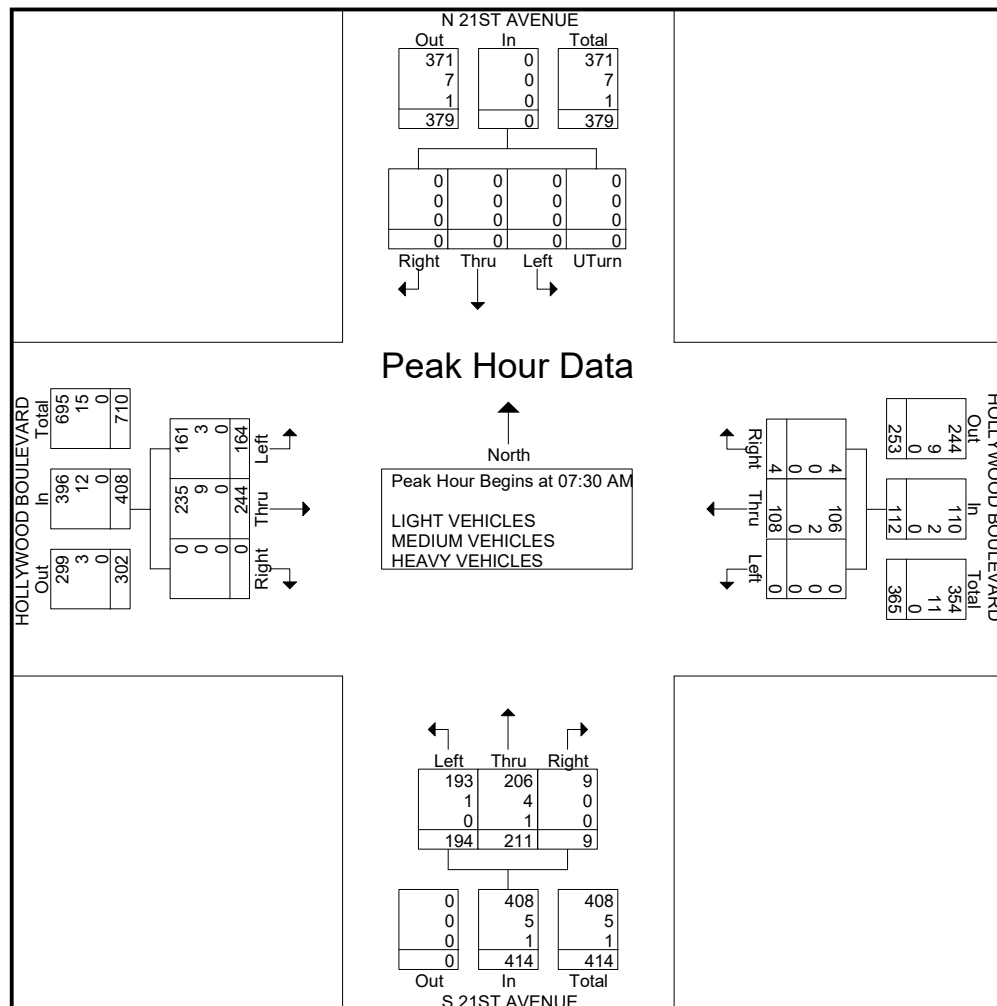 N 21ST AVENUE
Out In Total
371 0 371
7 0 7
1 0 1
379 0 379
0 0 0 0
0 0 0 0
0 0 0 0
0 0 0 0
Right Thru Left UTurn
Peak Hour Data
North
Peak Hour Begins at 07:30 AM
LIGHT VEHICLES
MEDIUM VEHICLES
HEAVY VEHICLES
HOLLYWOOD BOULEVARD
Out In Total
299 396 695
3 12 15
0 0 0
302 408 710
Right Thru Left
0 235 161
0 9 3
0 0 0
0 244 164
HOLLYWOOD BOULEVARD
Out In Total
244 110 354
9 2 11
0 0 0
253 112 365
Right Thru Left
4 106 0
0 2 0
0 0 0
4 108 0
Left Thru Right
193 206 9
1 4 0
0 1 0
194 211 9
0 408 408
0 5 5
0 1 1
0 414 414
Out In Total
S 21ST AVENUE